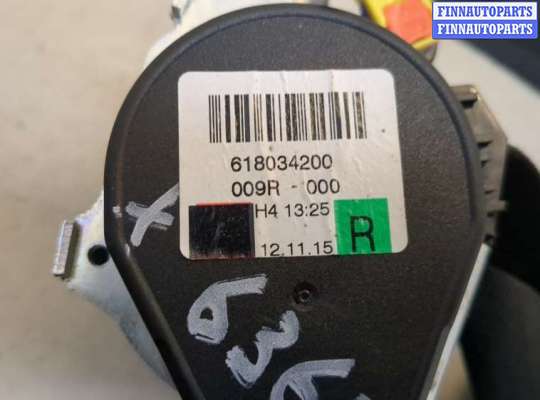 FINNAUTOPARTS
FINNAUTOPARTS
618034200
009R - 000
H4 13:25
12.11.15
R
X